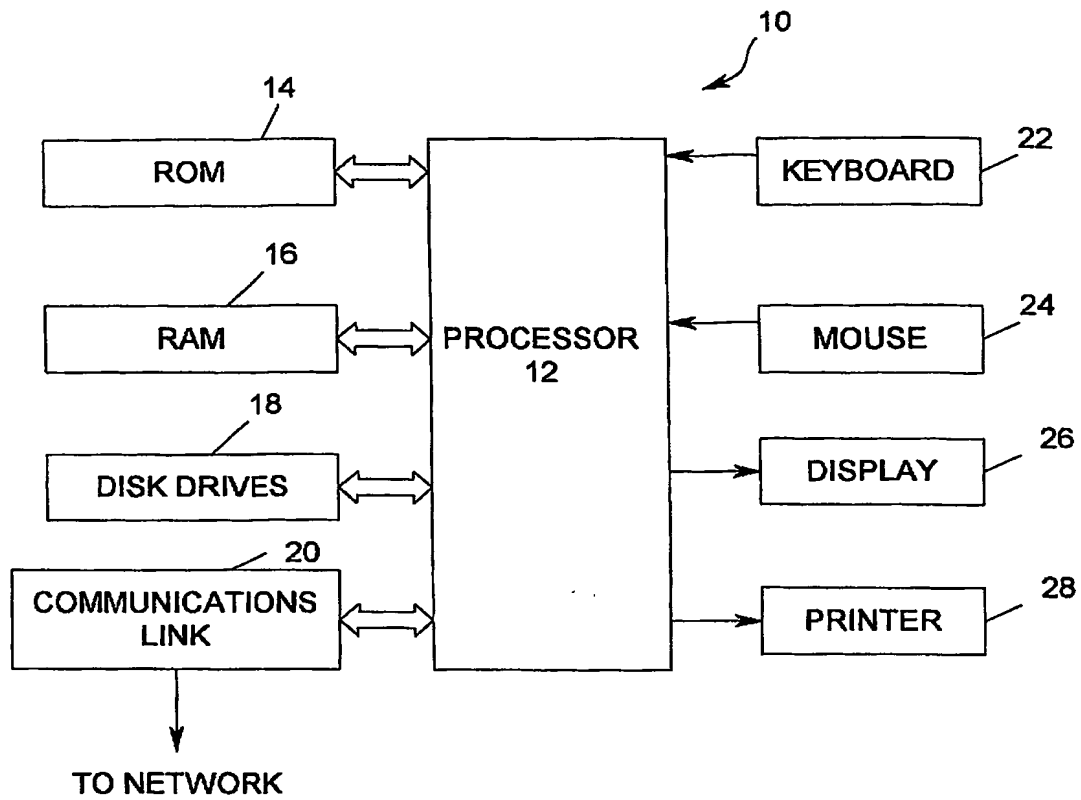 10
14
ROM
22
KEYBOARD
16
RAM
PROCESSOR
12
24
MOUSE
18
DISK DRIVES
26
DISPLAY
20
COMMUNICATIONS
LINK
28
PRINTER
TO NETWORK